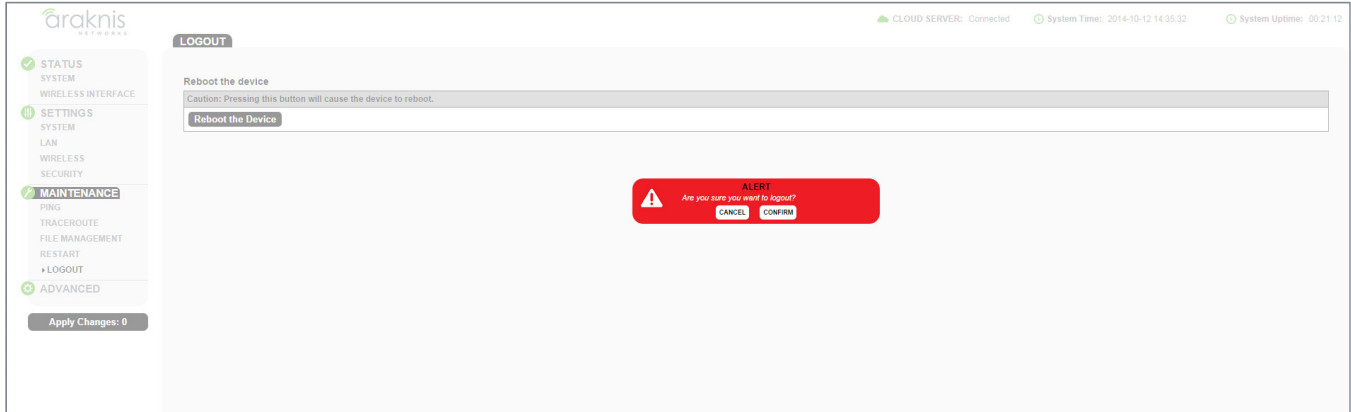 araknis
NETWORKS
CLOUD SERVER: Connected
System Time: 2014-10-12 14:35:32
System Uptime: 00:21:12
LOGOUT
STATUS
SYSTEM
WIRELESS INTERFACE
SETTINGS
SYSTEM
LAN
WIRELESS
SECURITY
MAINTENANCE
PING
TRACEROUTE
FILE MANAGEMENT
RESTART
LOGOUT
ADVANCED
Apply Changes: 0
Reboot the device
Caution: Pressing this button will cause the device to reboot.
Reboot the Device
ALERT
Are you sure you want to logout?
CANCEL CONFIRM